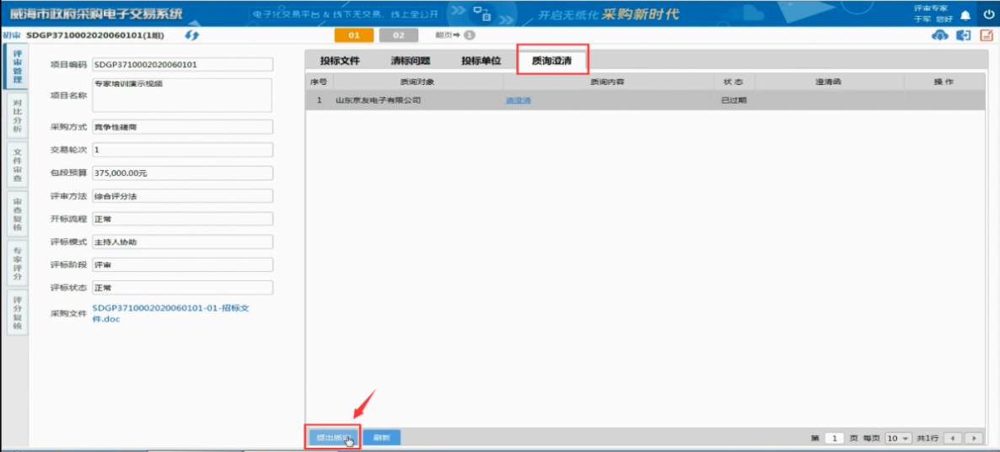 威海市政府采购电子交易系统
电子化交易平台 & 线下无交易、线上全公开
开启无纸化 采购新时代
评审专家
于军 您好
初审 SDGP3710002020060101(1组)
01 02 翻页 1
评审管理
对比分析
文件审查
审查复核
专家评分
评分复核
项目编码 SDGP3710002020060101
项目名称 专家培训演示视频
采购方式 竞争性磋商
交易轮次 1
包段预算 375,000.00元
评审方法 综合评分法
开标流程 正常
评标模式 主持人协助
评标阶段 评审
评标状态 正常
采购文件 SDGP3710002020060101-01-招标文
件.doc
投标文件 清标问题 投标单位 质询澄清
序号 质询对象 质询内容 状态 澄清函 操作
1 山东京友电子有限公司 请澄清 已过期
提出质询 刷新
第 1 页 每页 10 共1行